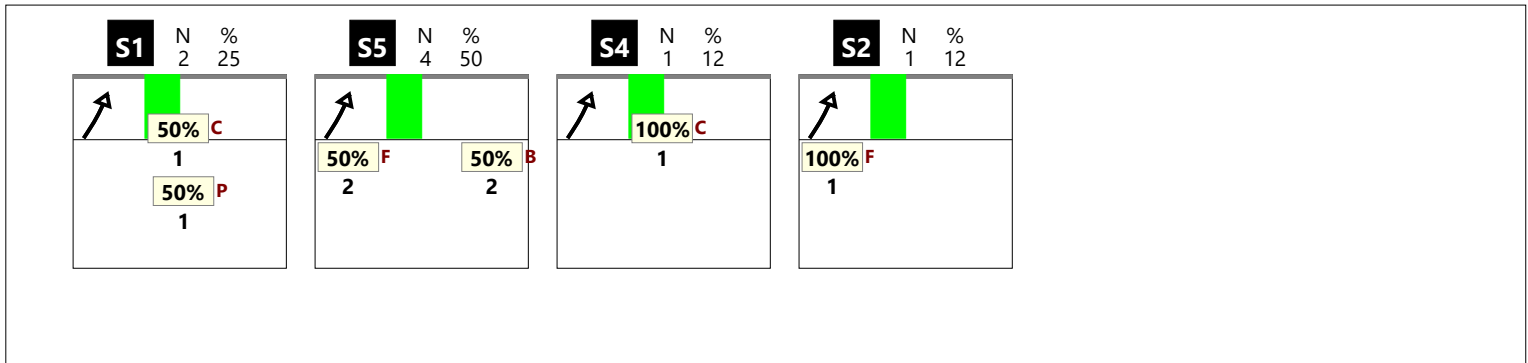 S1 N % S5 N % S4 N % S2 N %
2 25 4 50 1 12 1 12
50% C 100% C
1 50% F 50% B 1 100% F
50% P 2 2 1
1